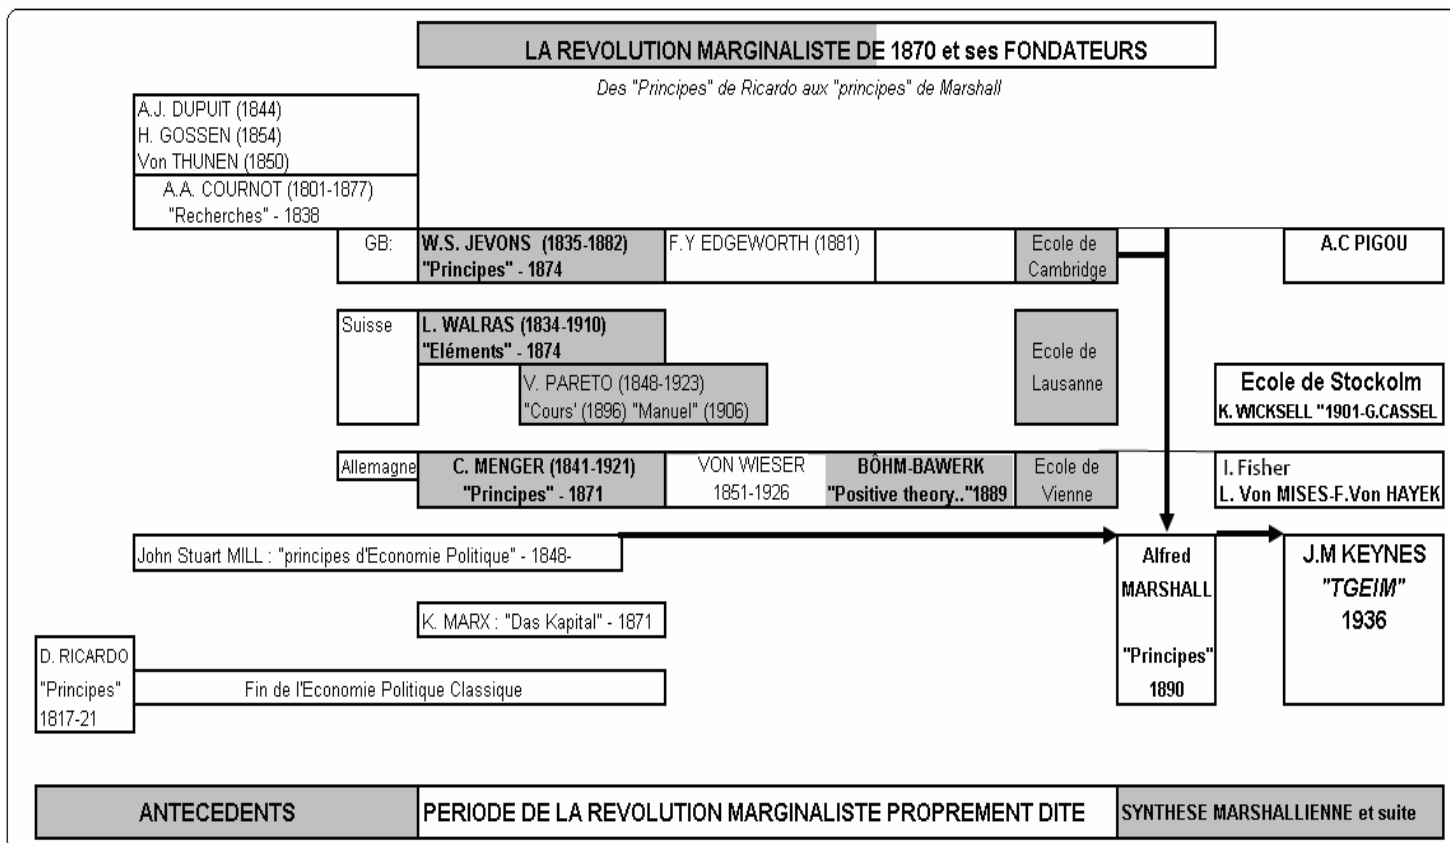 LA REVOLUTION MARGINALISTE DE 1870 et ses FONDATEURS
Des "Principes" de Ricardo aux "principes" de Marshall
A.J. DUPUIT (1844)
H. GOSSEN (1854)
Von THUNEN (1850)
A.A. COURNOT (1801-1877)
"Recherches" - 1838
GB:
W.S. JEVONS (1835-1882)
"Principes" - 1874
F.Y EDGEWORTH (1881)
Ecole de
Cambridge
A.C PIGOU
Suisse
L. WALRAS (1834-1910)
"Eléments" - 1874
V. PARETO (1848-1923)
"Cours' (1896) "Manuel" (1906)
Ecole de
Lausanne
Ecole de Stockolm
K. WICKSELL "1901-G.CASSEL
Allemagne
C. MENGER (1841-1921)
"Principes" - 1871
VON WIESER
1851-1926
BÔHM-BAWERK
"Positive theory.."1889
Ecole de
Vienne
I. Fisher
L. Von MISES-F.Von HAYEK
John Stuart MILL : "principes d'Economie Politique" - 1848-
Alfred
MARSHALL
"Principes"
1890
J.M KEYNES
"TGEIM"
1936
K. MARX : "Das Kapital" - 1871
D. RICARDO
"Principes"
1817-21
Fin de l'Economie Politique Classique
ANTECEDENTS
PERIODE DE LA REVOLUTION MARGINALISTE PROPREMENT DITE
SYNTHESE MARSHALLIENNE et suite